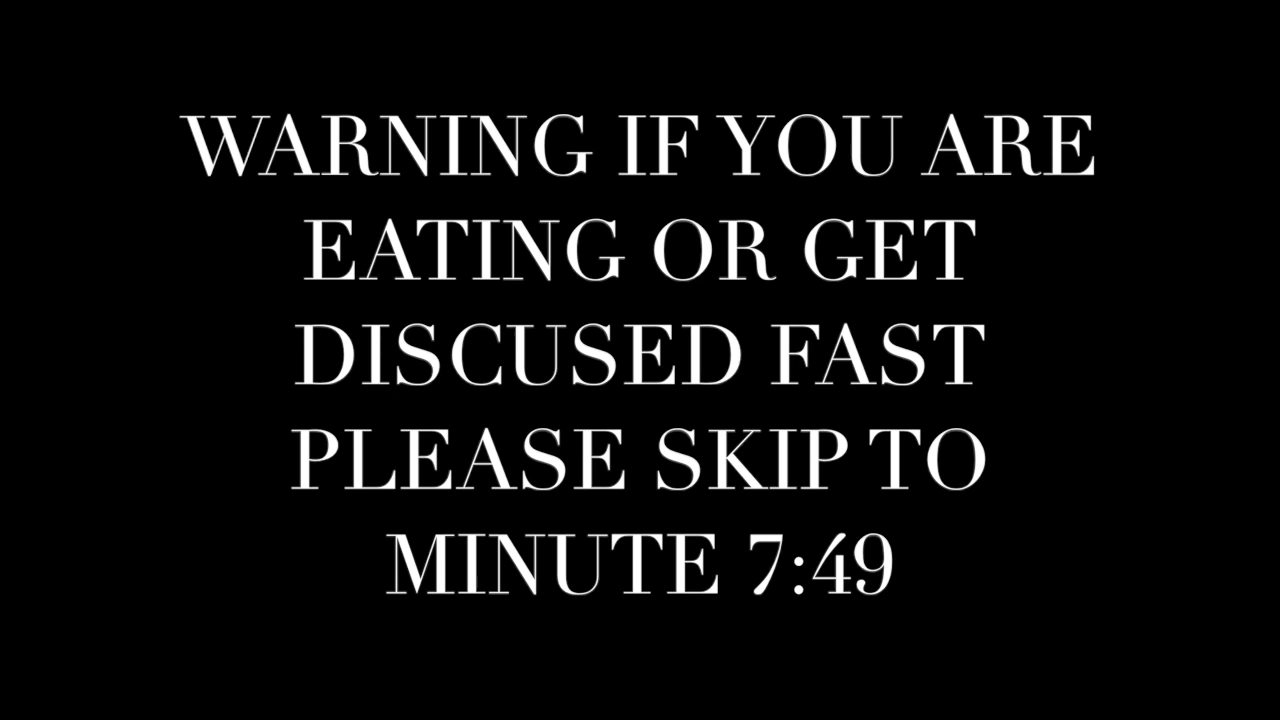 WARNING IF YOU ARE
EATING OR GET
DISCUSED FAST
PLEASE SKIP TO
MINUTE 7:49